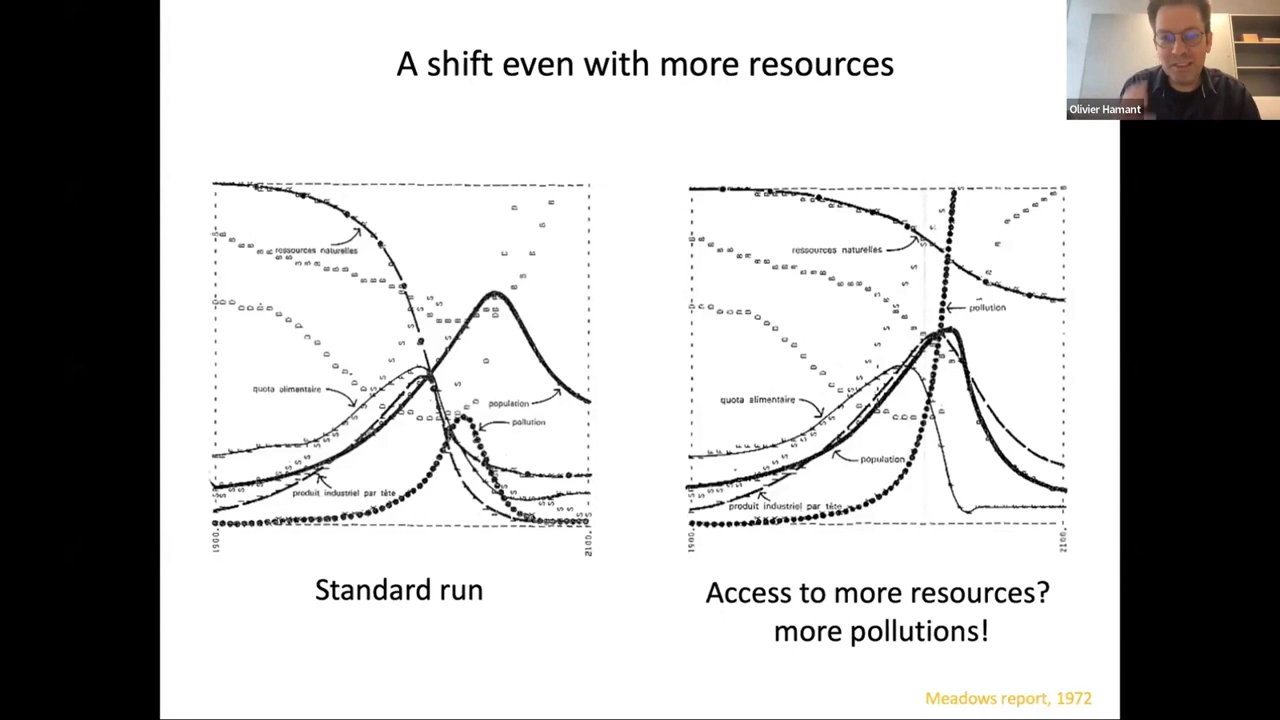 A shift even with more resources
Olivier Hamant
ressources naturelles
quota alimentaire
population
pollution
produit industriel par tête
2100
Standard run
ressources naturelles
pollution
quota alimentaire
population
produit industriel par tête
2100
Access to more resources?
more pollutions!
Meadows report, 1972